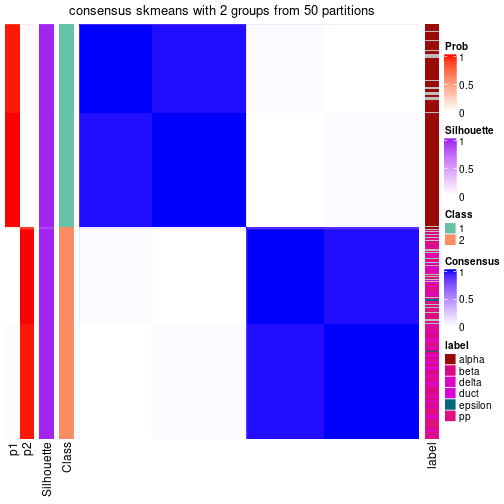 consensus skmeans with 2 groups from 50 partitions
Prob
1
0.5
0
Silhouette
1
0.5
0
Class
1
2
Consensus
1
0.5
0
label
alpha
beta
delta
duct
epsilon
pp
p1
p2
Silhouette
Class
label